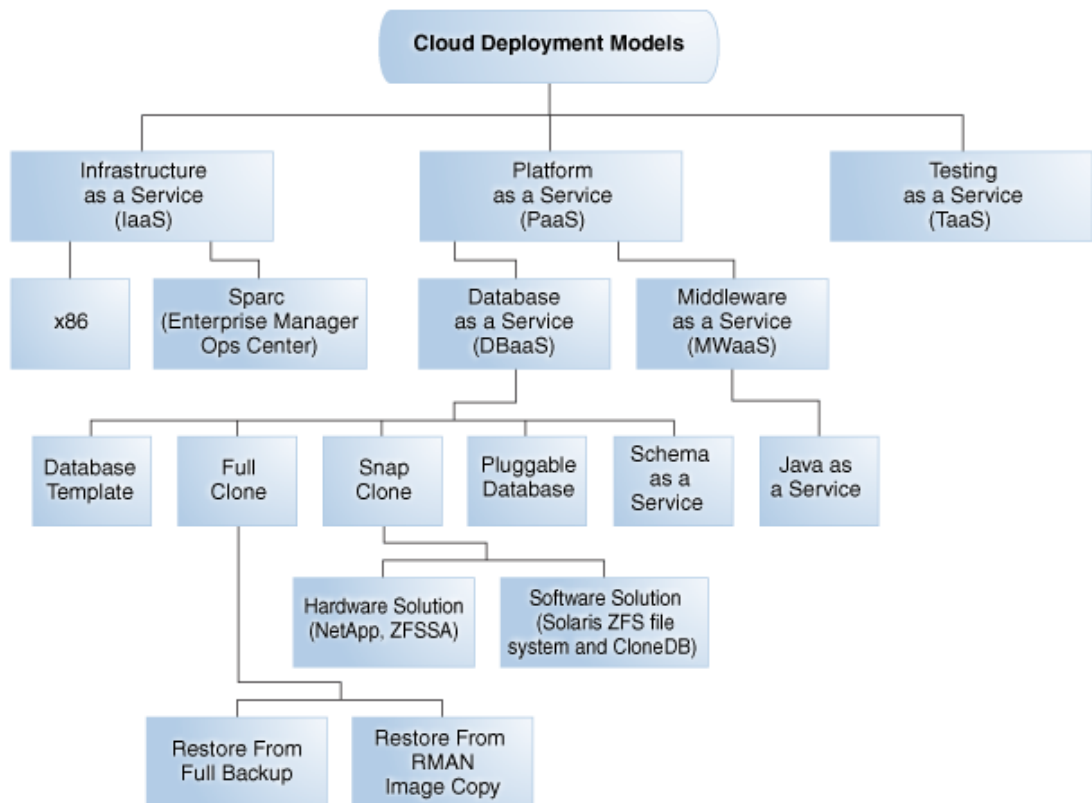 Cloud Deployment Models
Infrastructure
as a Service
(IaaS)
Platform
as a Service
(PaaS)
Testing
as a Service
(TaaS)
x86
Sparc
(Enterprise Manager
Ops Center)
Database
as a Service
(DBaaS)
Middleware
as a Service
(MWaaS)
Database
Template
Full
Clone
Snap
Clone
Pluggable
Database
Schema
as a
Service
Java as
a Service
Hardware Solution
(NetApp, ZFSSA)
Software Solution
(Solaris ZFS file
system and CloneDB)
Restore From
Full Backup
Restore From
RMAN
Image Copy